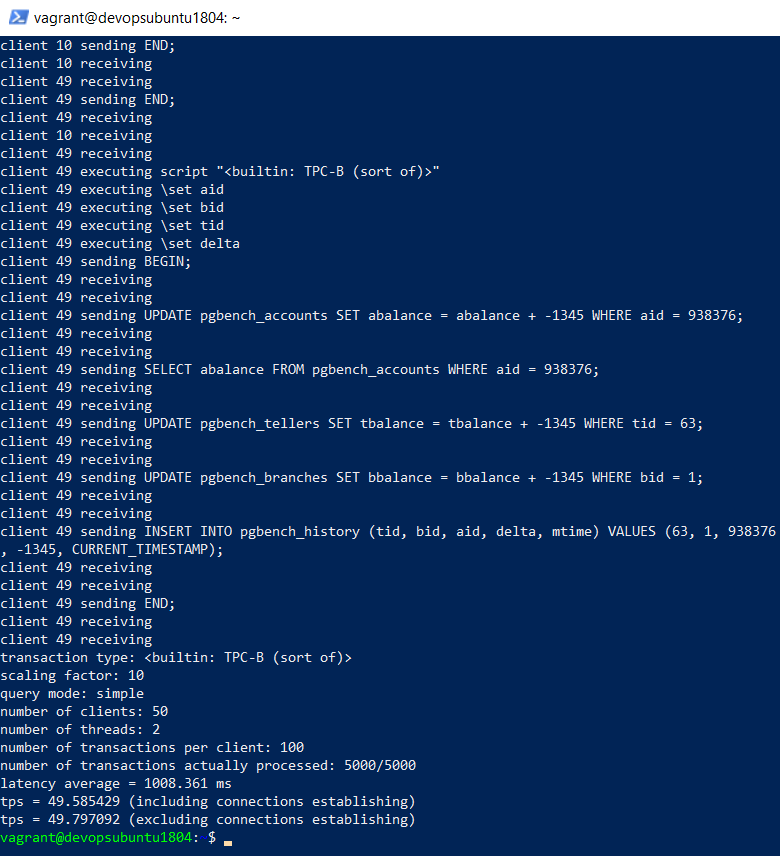 vagrant@devopsubuntu1804: ~
client 10 sending END;
client 10 receiving
client 49 receiving
client 49 sending END;
client 49 receiving
client 10 receiving
client 49 receiving
client 49 executing script "<builtin: TPC-B (sort of)>"
client 49 executing \set aid
client 49 executing \set bid
client 49 executing \set tid
client 49 executing \set delta
client 49 sending BEGIN;
client 49 receiving
client 49 receiving
client 49 sending UPDATE pgbench_accounts SET abalance = abalance + -1345 WHERE aid = 938376;
client 49 receiving
client 49 receiving
client 49 sending SELECT abalance FROM pgbench_accounts WHERE aid = 938376;
client 49 receiving
client 49 receiving
client 49 sending UPDATE pgbench_tellers SET tbalance = tbalance + -1345 WHERE tid = 63;
client 49 receiving
client 49 receiving
client 49 sending UPDATE pgbench_branches SET bbalance = bbalance + -1345 WHERE bid = 1;
client 49 receiving
client 49 receiving
client 49 sending INSERT INTO pgbench_history (tid, bid, aid, delta, mtime) VALUES (63, 1, 938376
, -1345, CURRENT_TIMESTAMP);
client 49 receiving
client 49 receiving
client 49 sending END;
client 49 receiving
client 49 receiving
transaction type: <builtin: TPC-B (sort of)>
scaling factor: 10
query mode: simple
number of clients: 50
number of threads: 2
number of transactions per client: 100
number of transactions actually processed: 5000/5000
latency average = 1008.361 ms
tps = 49.585429 (including connections establishing)
tps = 49.797092 (excluding connections establishing)
vagrant@devopsubuntu1804:~$